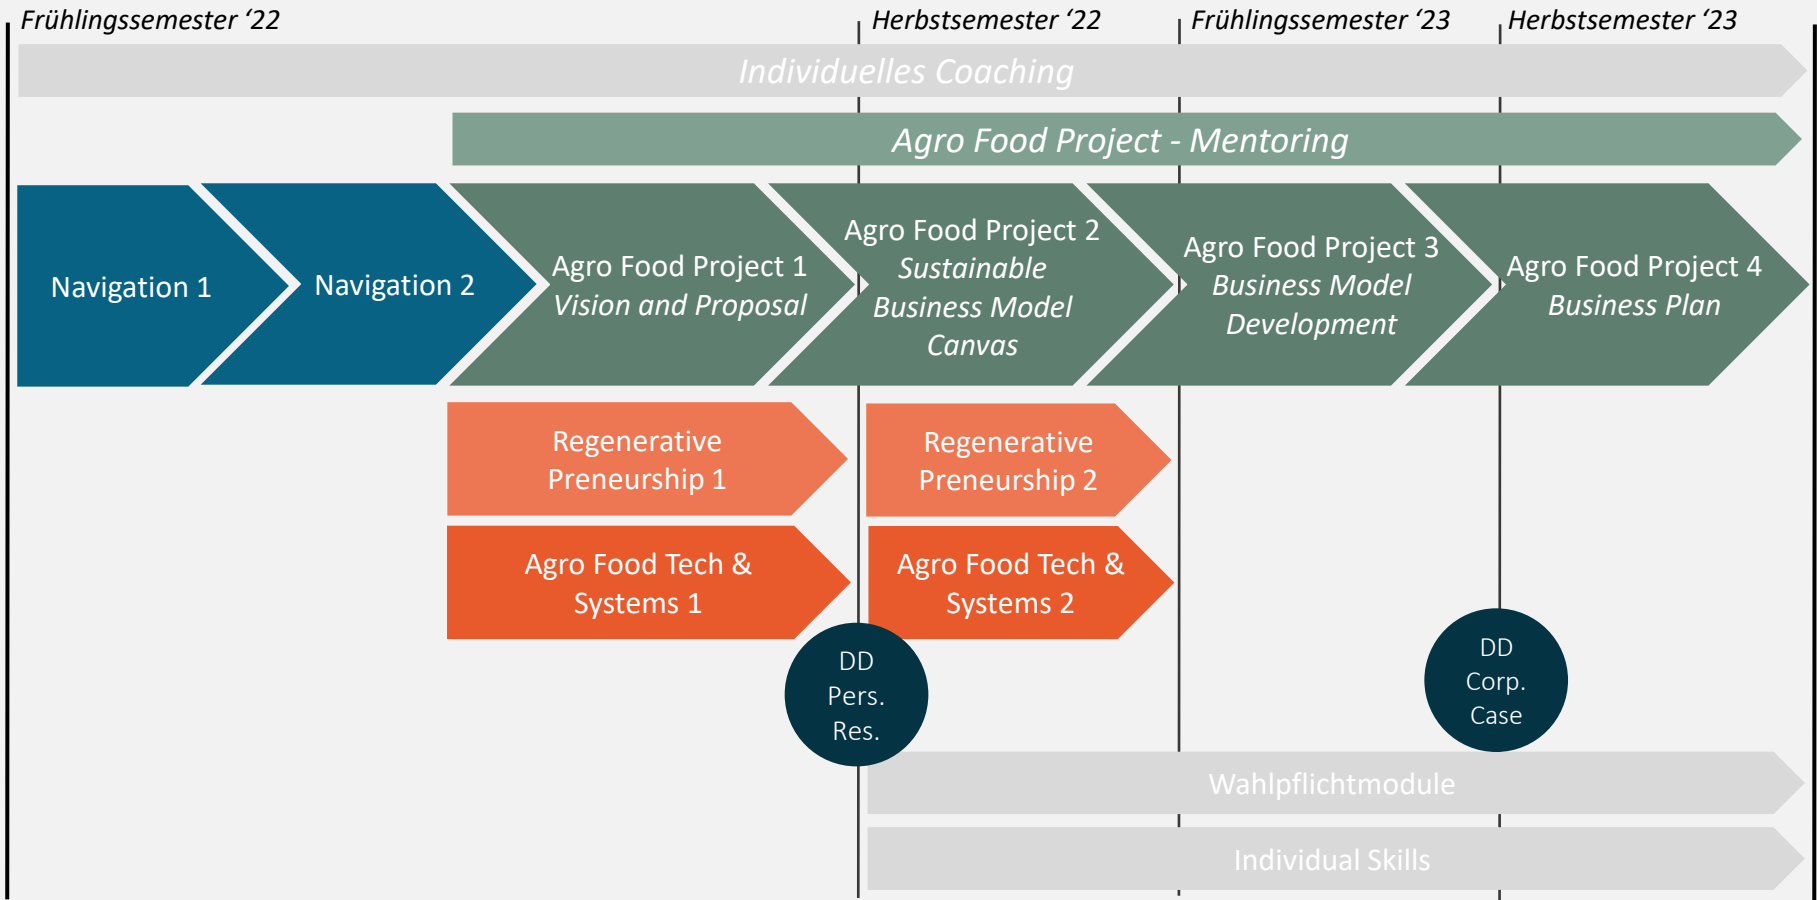 Frühlingssemester ‘22
Herbstsemester ‘22
Frühlingssemester ‘23
Herbstsemester ‘23
Individuelles Coaching
Agro Food Project - Mentoring
Navigation 1
Navigation 2
Agro Food Project 1
Vision and Proposal
Agro Food Project 2
Sustainable
Business Model
Canvas
Agro Food Project 3
Business Model
Development
Agro Food Project 4
Business Plan
Regenerative
Preneurship 1
Regenerative
Preneurship 2
Agro Food Tech &
Systems 1
Agro Food Tech &
Systems 2
DD
Pers.
Res.
DD
Corp.
Case
Wahlpflichtmodule
Individual Skills